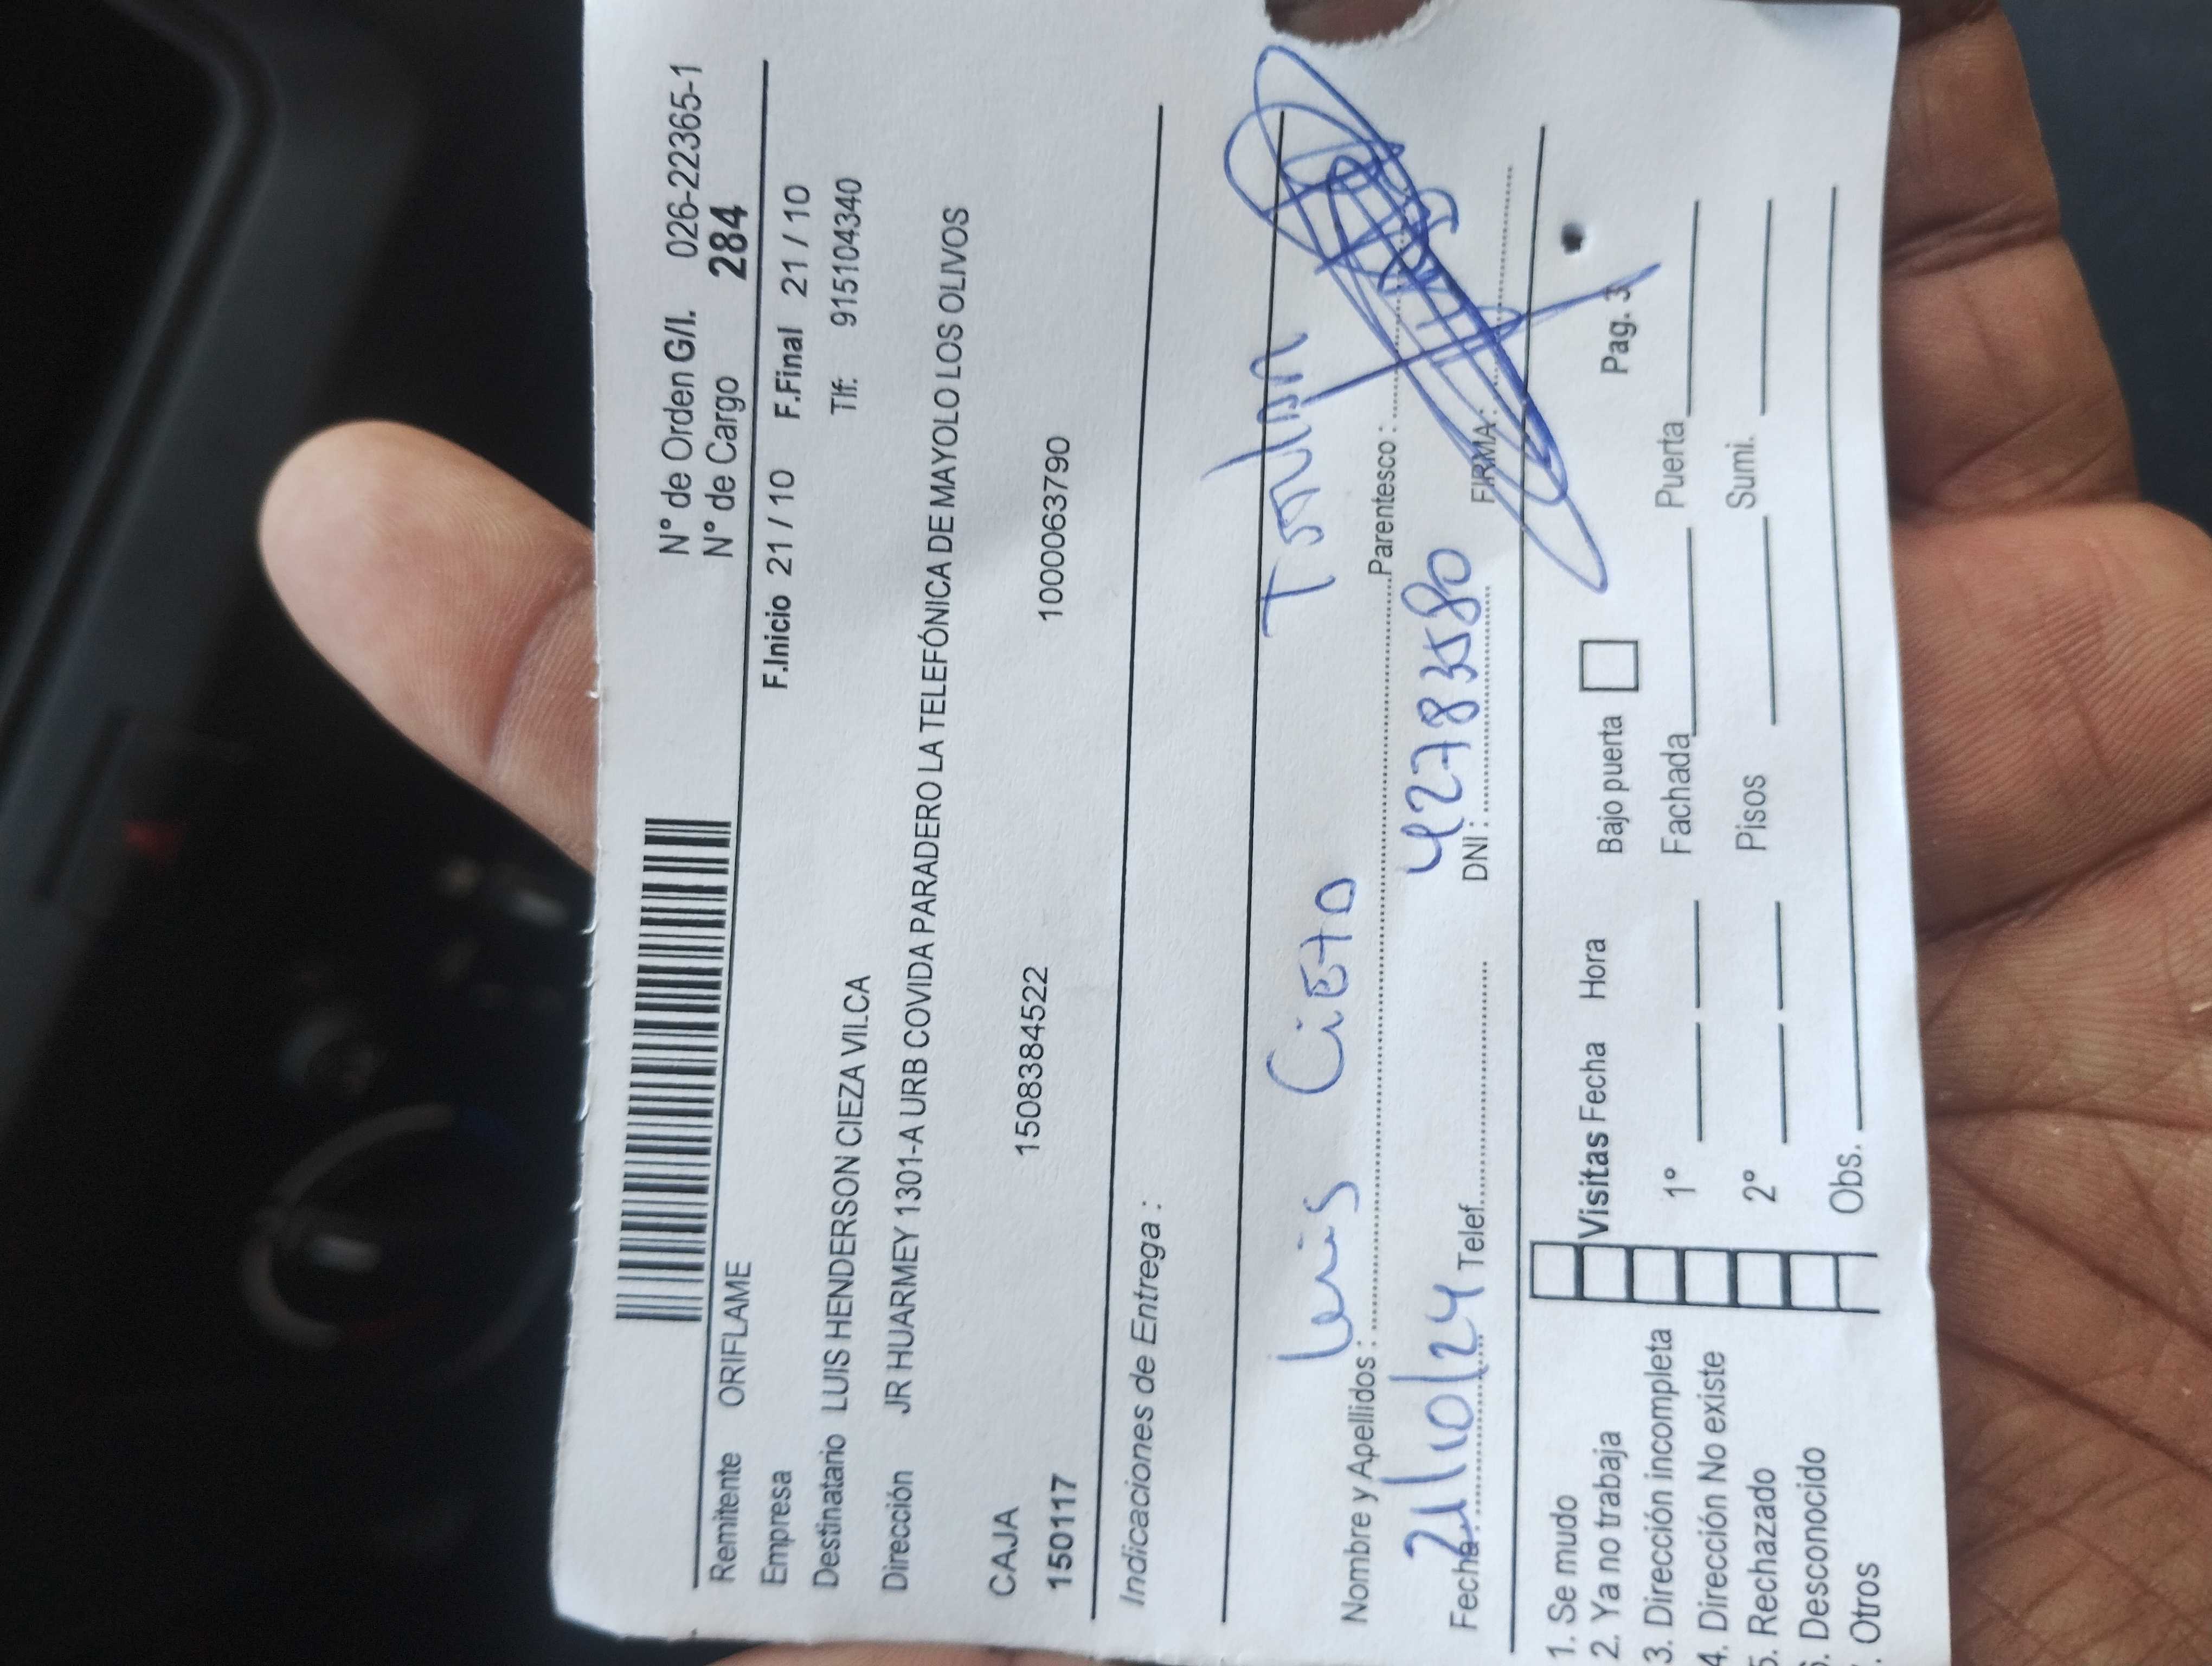 N° de Orden G/I. 026-22365-1
N° de Cargo 284
Remitente ORIFLAME
Empresa F.Inicio 21 / 10 F.Final 21 / 10
Destinatario LUIS HENDERSON CIEZA VILCA Tlf: 915104340
Dirección JR HUARMEY 1301-A URB COVIDA PARADERO LA TELEFÓNICA DE MAYOLO LOS OLIVOS
CAJA 1508384522 1000063790
150117
Indicaciones de Entrega :
Luis
Nombre y Apellidos : Parentesco :
21/10/24 42783580
Fecha: Telef. DNI : FIRMA:
1. Se mudo
2. Ya no trabaja Visitas Fecha Hora Bajo puerta Pag. 3
3. Dirección incompleta 1° Fachada Puerta
4. Dirección No existe
5. Rechazado 2° Pisos Sumi.
6. Desconocido
. Otros Obs.